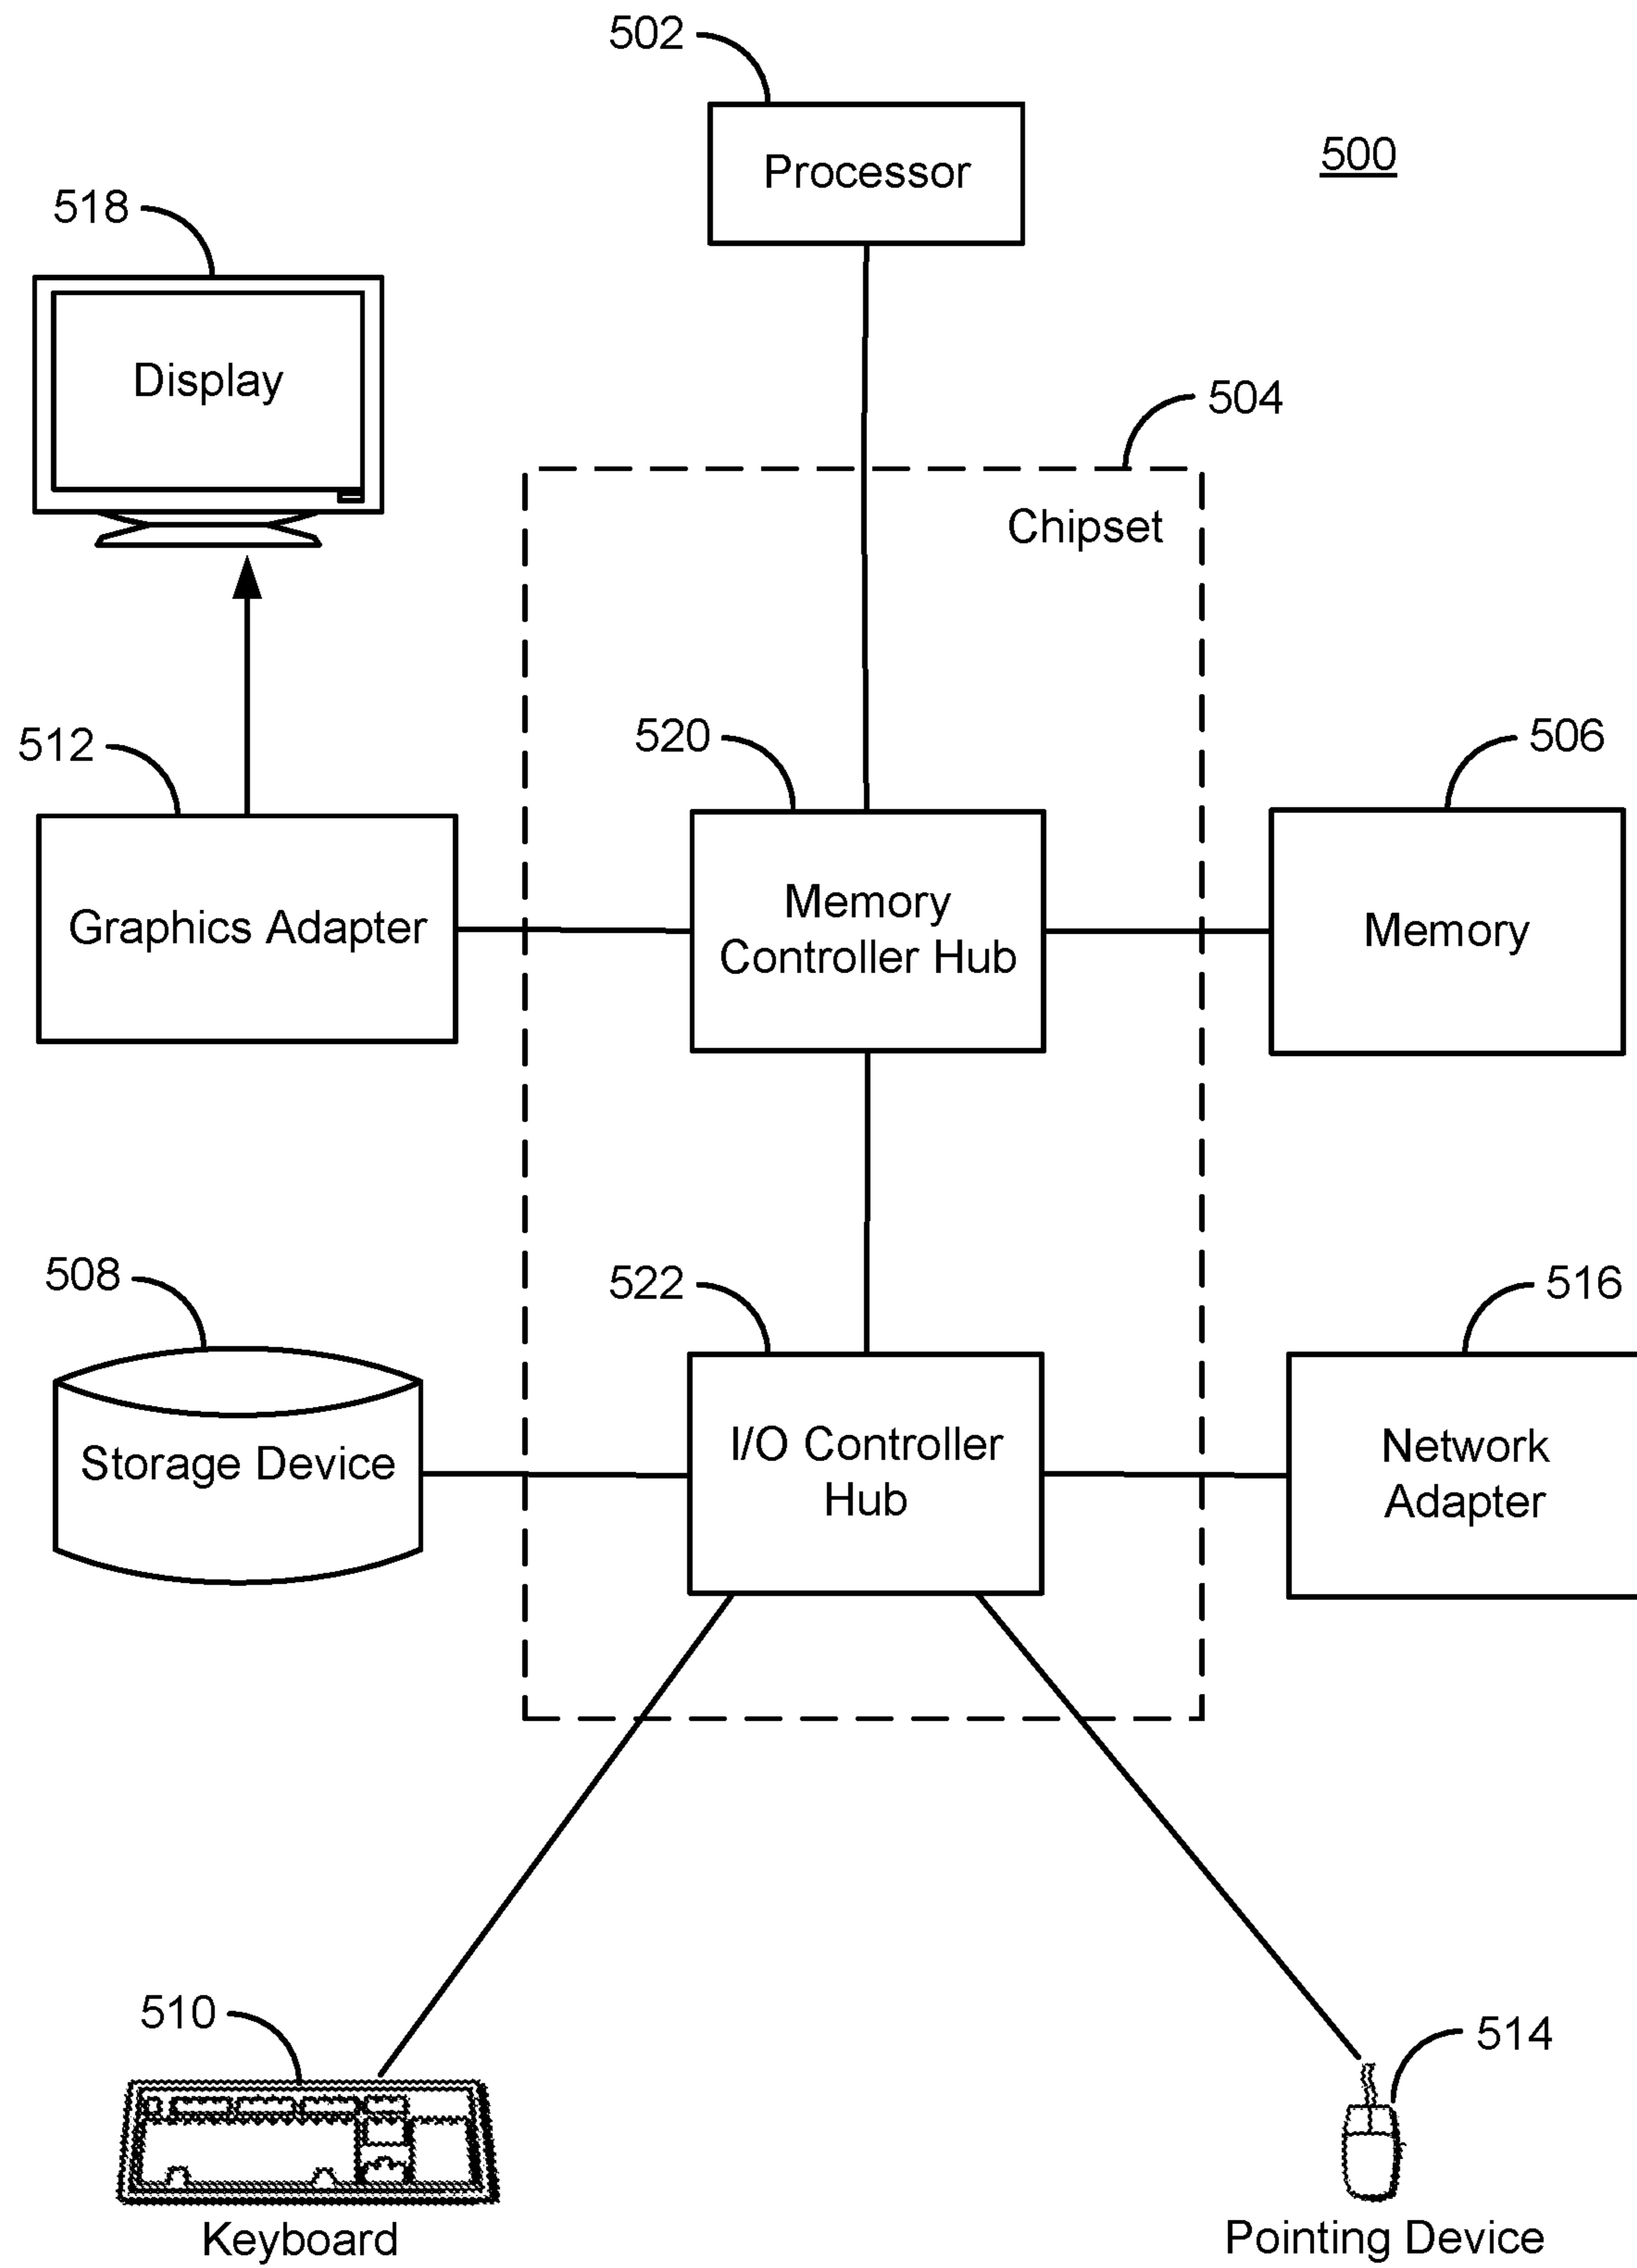 502
Processor
500
518
Display
504
Chipset
512
520
506
Graphics Adapter
Memory
Controller Hub
Memory
508
522
516
Storage Device
I/O Controller
Hub
Network
Adapter
510
514
Keyboard
Pointing Device